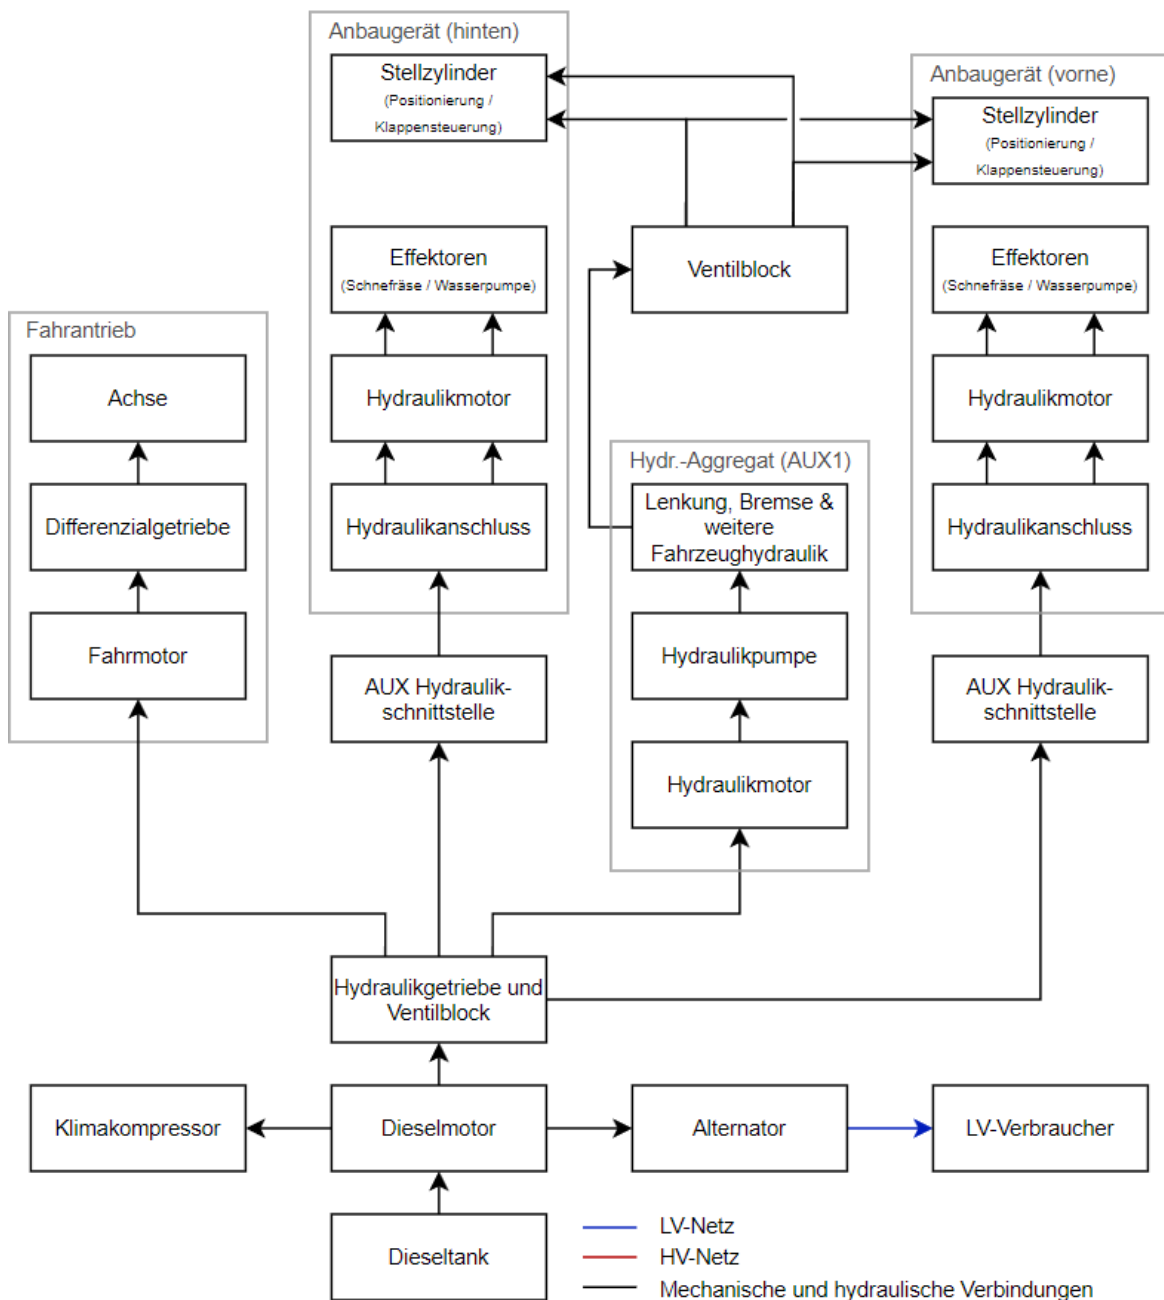 Anbaugerät (hinten)
Stellzylinder
(Positionierung /
Klappensteuerung)
Anbaugerät (vorne)
Stellzylinder
(Positionierung /
Klappensteuerung)
Effektoren
(Schnefräse / Wasserpumpe)
Ventilblock
Effektoren
(Schnefräse / Wasserpumpe)
Fahrantrieb
Achse
Hydraulikmotor
Hydraulikmotor
Hydr.-Aggregat (AUX1)
Differenzialgetriebe
Hydraulikanschluss
Lenkung, Bremse &
weitere
Fahrzeughydraulik
Hydraulikanschluss
Fahrmotor
AUX Hydraulik-
schnittstelle
Hydraulikpumpe
AUX Hydraulik-
schnittstelle
Hydraulikmotor
Hydraulikgetriebe und
Ventilblock
Klimakompressor
Dieselmotor
Alternator
LV-Verbraucher
Dieseltank
LV-Netz
HV-Netz
Mechanische und hydraulische Verbindungen